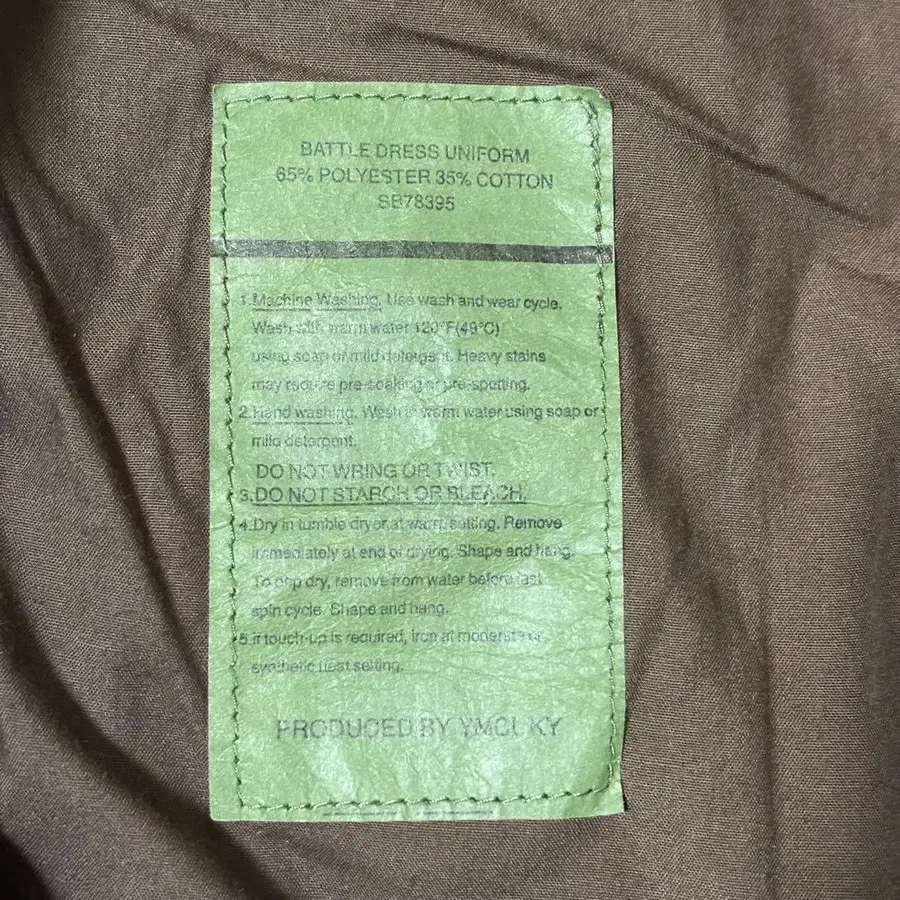 BATTLE DRESS UNIFORM
65% POLYESTER 35% COTTON
SB78395
1.Machine Washing. Use wash and wear cycle.
Wash with warm water 120°F(49°C)
using soap or mild detergent. Heavy stains
may require pre-soaking or pre-spotting.
2.Hand washing. Wash in warm water using soap or
mild detergent.
DO NOT WRING OR TWIST.
3.DO NOT STARCH OR BLEACH.
4.Dry in tumble dryer at warm setting. Remove
immediately at end of drying. Shape and hang.
To drip dry, remove from water before last
spin cycle. Shape and hang.
5.If touch-up is required, iron at moderate or
synthetic heat setting.
PRODUCED BY YMCLKY